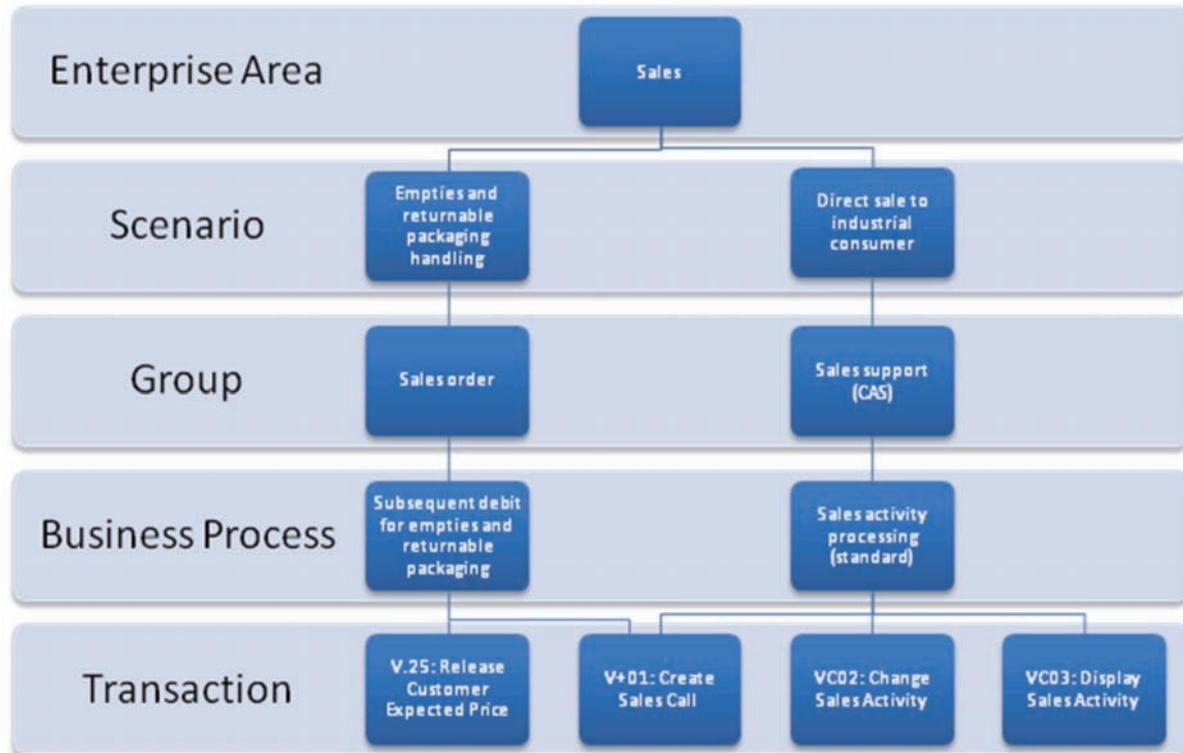 Enterprise Area
Sales
Scenario
Empties and
returnable
packaging
handling
Direct sale to
industrial
consumer
Group
Sales order
Sales support
(CAS)
Business Process
Subsequent debit
for empties and
returnable
packaging
Sales activity
processing
(standard)
Transaction
V.25: Release
Customer
Expected Price
V+01: Create
Sales Call
VC02: Change
Sales Activity
VC03: Display
Sales Activity